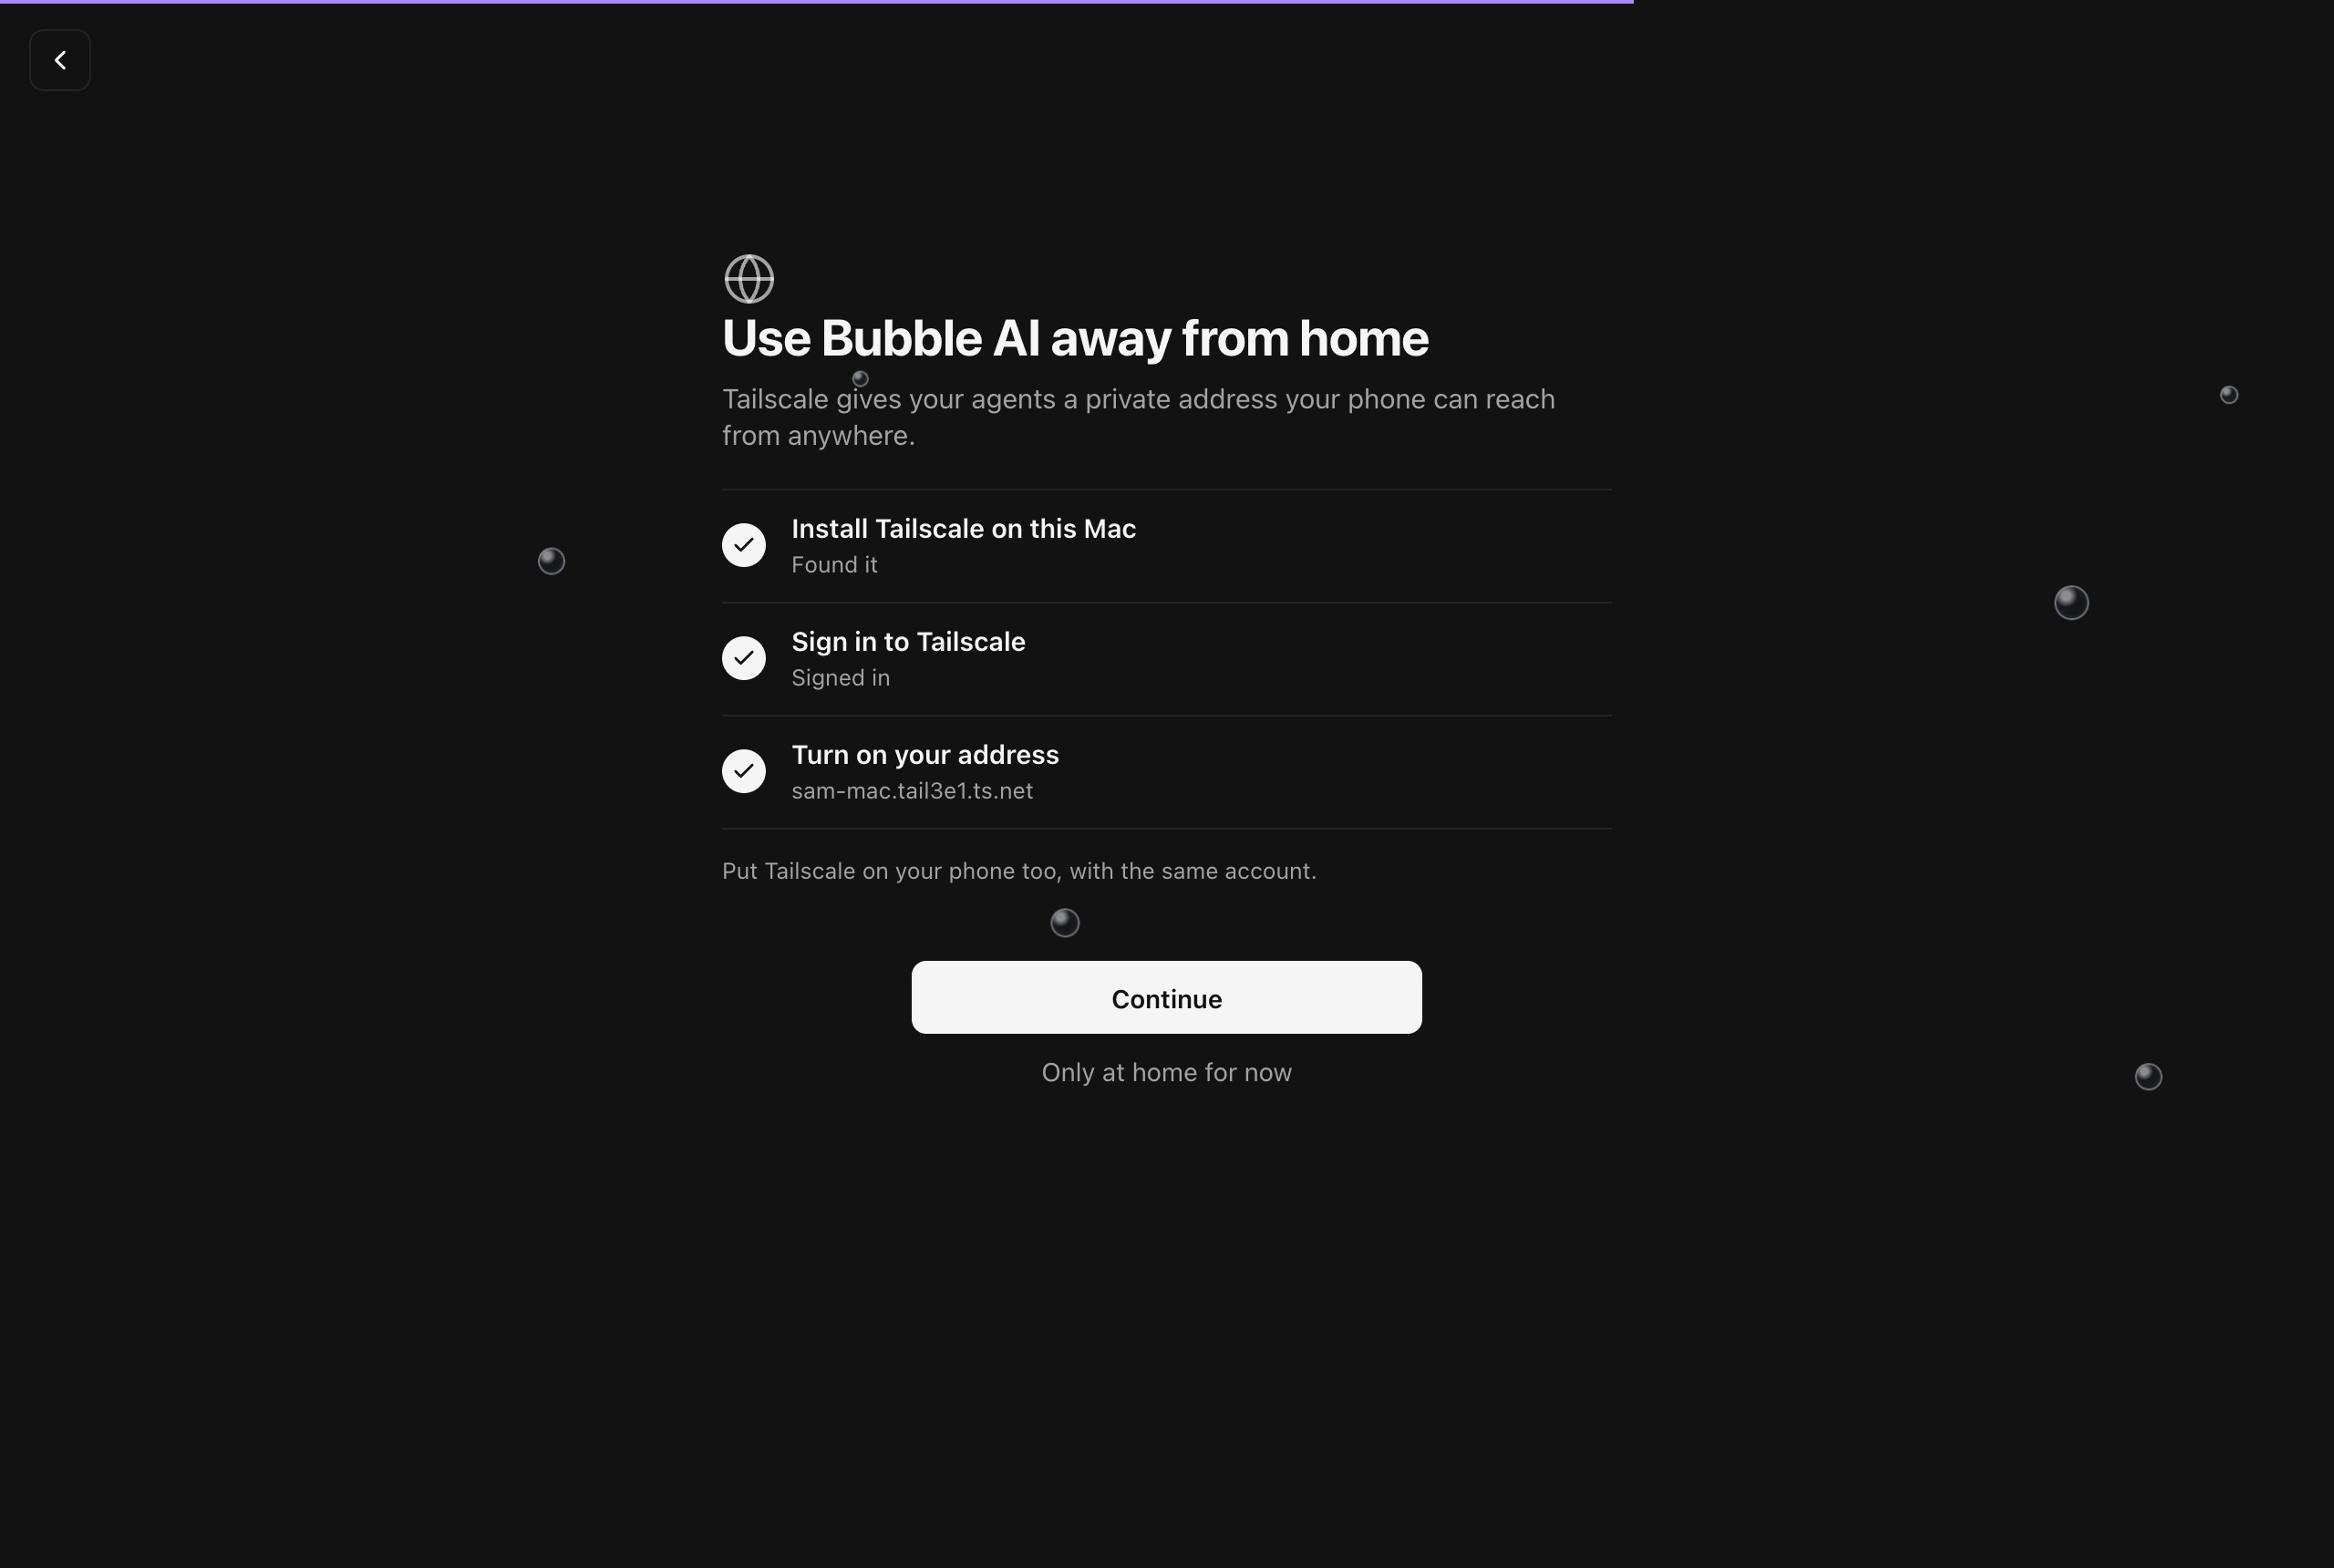 Use Bubble AI away from home
Tailscale gives your agents a private address your phone can reach
from anywhere.
Install Tailscale on this Mac
Found it
Sign in to Tailscale
Signed in
Turn on your address
sam-mac.tail3e1.ts.net
Put Tailscale on your phone too, with the same account.
Continue
Only at home for now